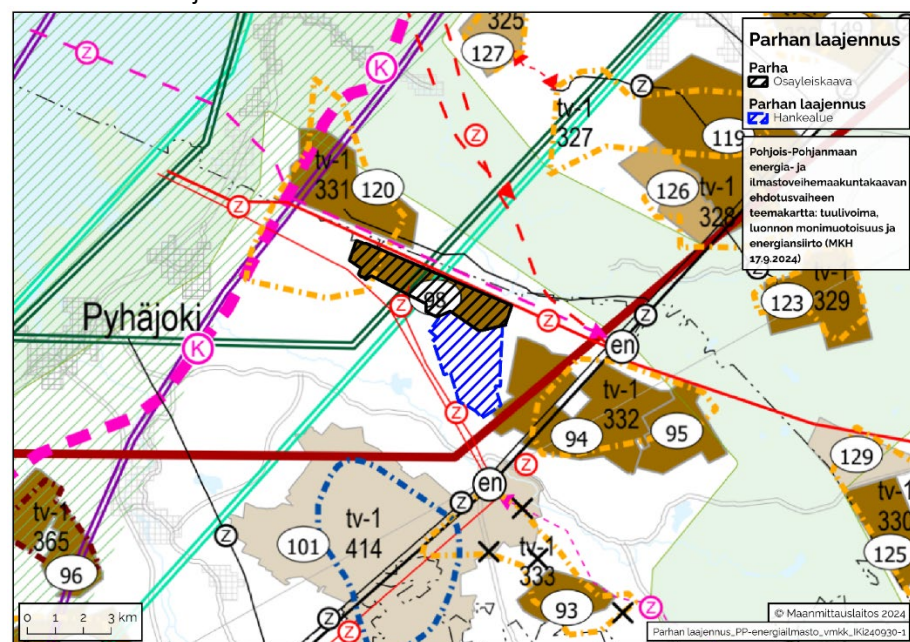 Parhan laajennus
Parha
Osayleiskaava
Parhan laajennus
Hankealue
Pohjois-Pohjanmaan
energia- ja
ilmastovaihemaakuntakaavan
ehdotusvaiheen
teemakartta: tuulivoima,
luonnon monimuotoisuus ja
energiansiirto (MKH
17.9.2024)
325
127
Z
K
Z
Z
tv-1
327
119
tv-1
331
120
126
tv-1
328
Z
Z
98
Z
Z
Z
123
329
Pyhäjoki
K
en
Z
tv-1
332
94
95
129
tv-1
330
125
Z
en
Z
Z
tv-1
414
101
tv-1
365
96
tv-1
333
93
Z
Z
Z
0 1 2 3 km
© Maanmittauslaitos 2024
Parhan laajennus_PP-energiailmasto_vmkk_IKi240930-1